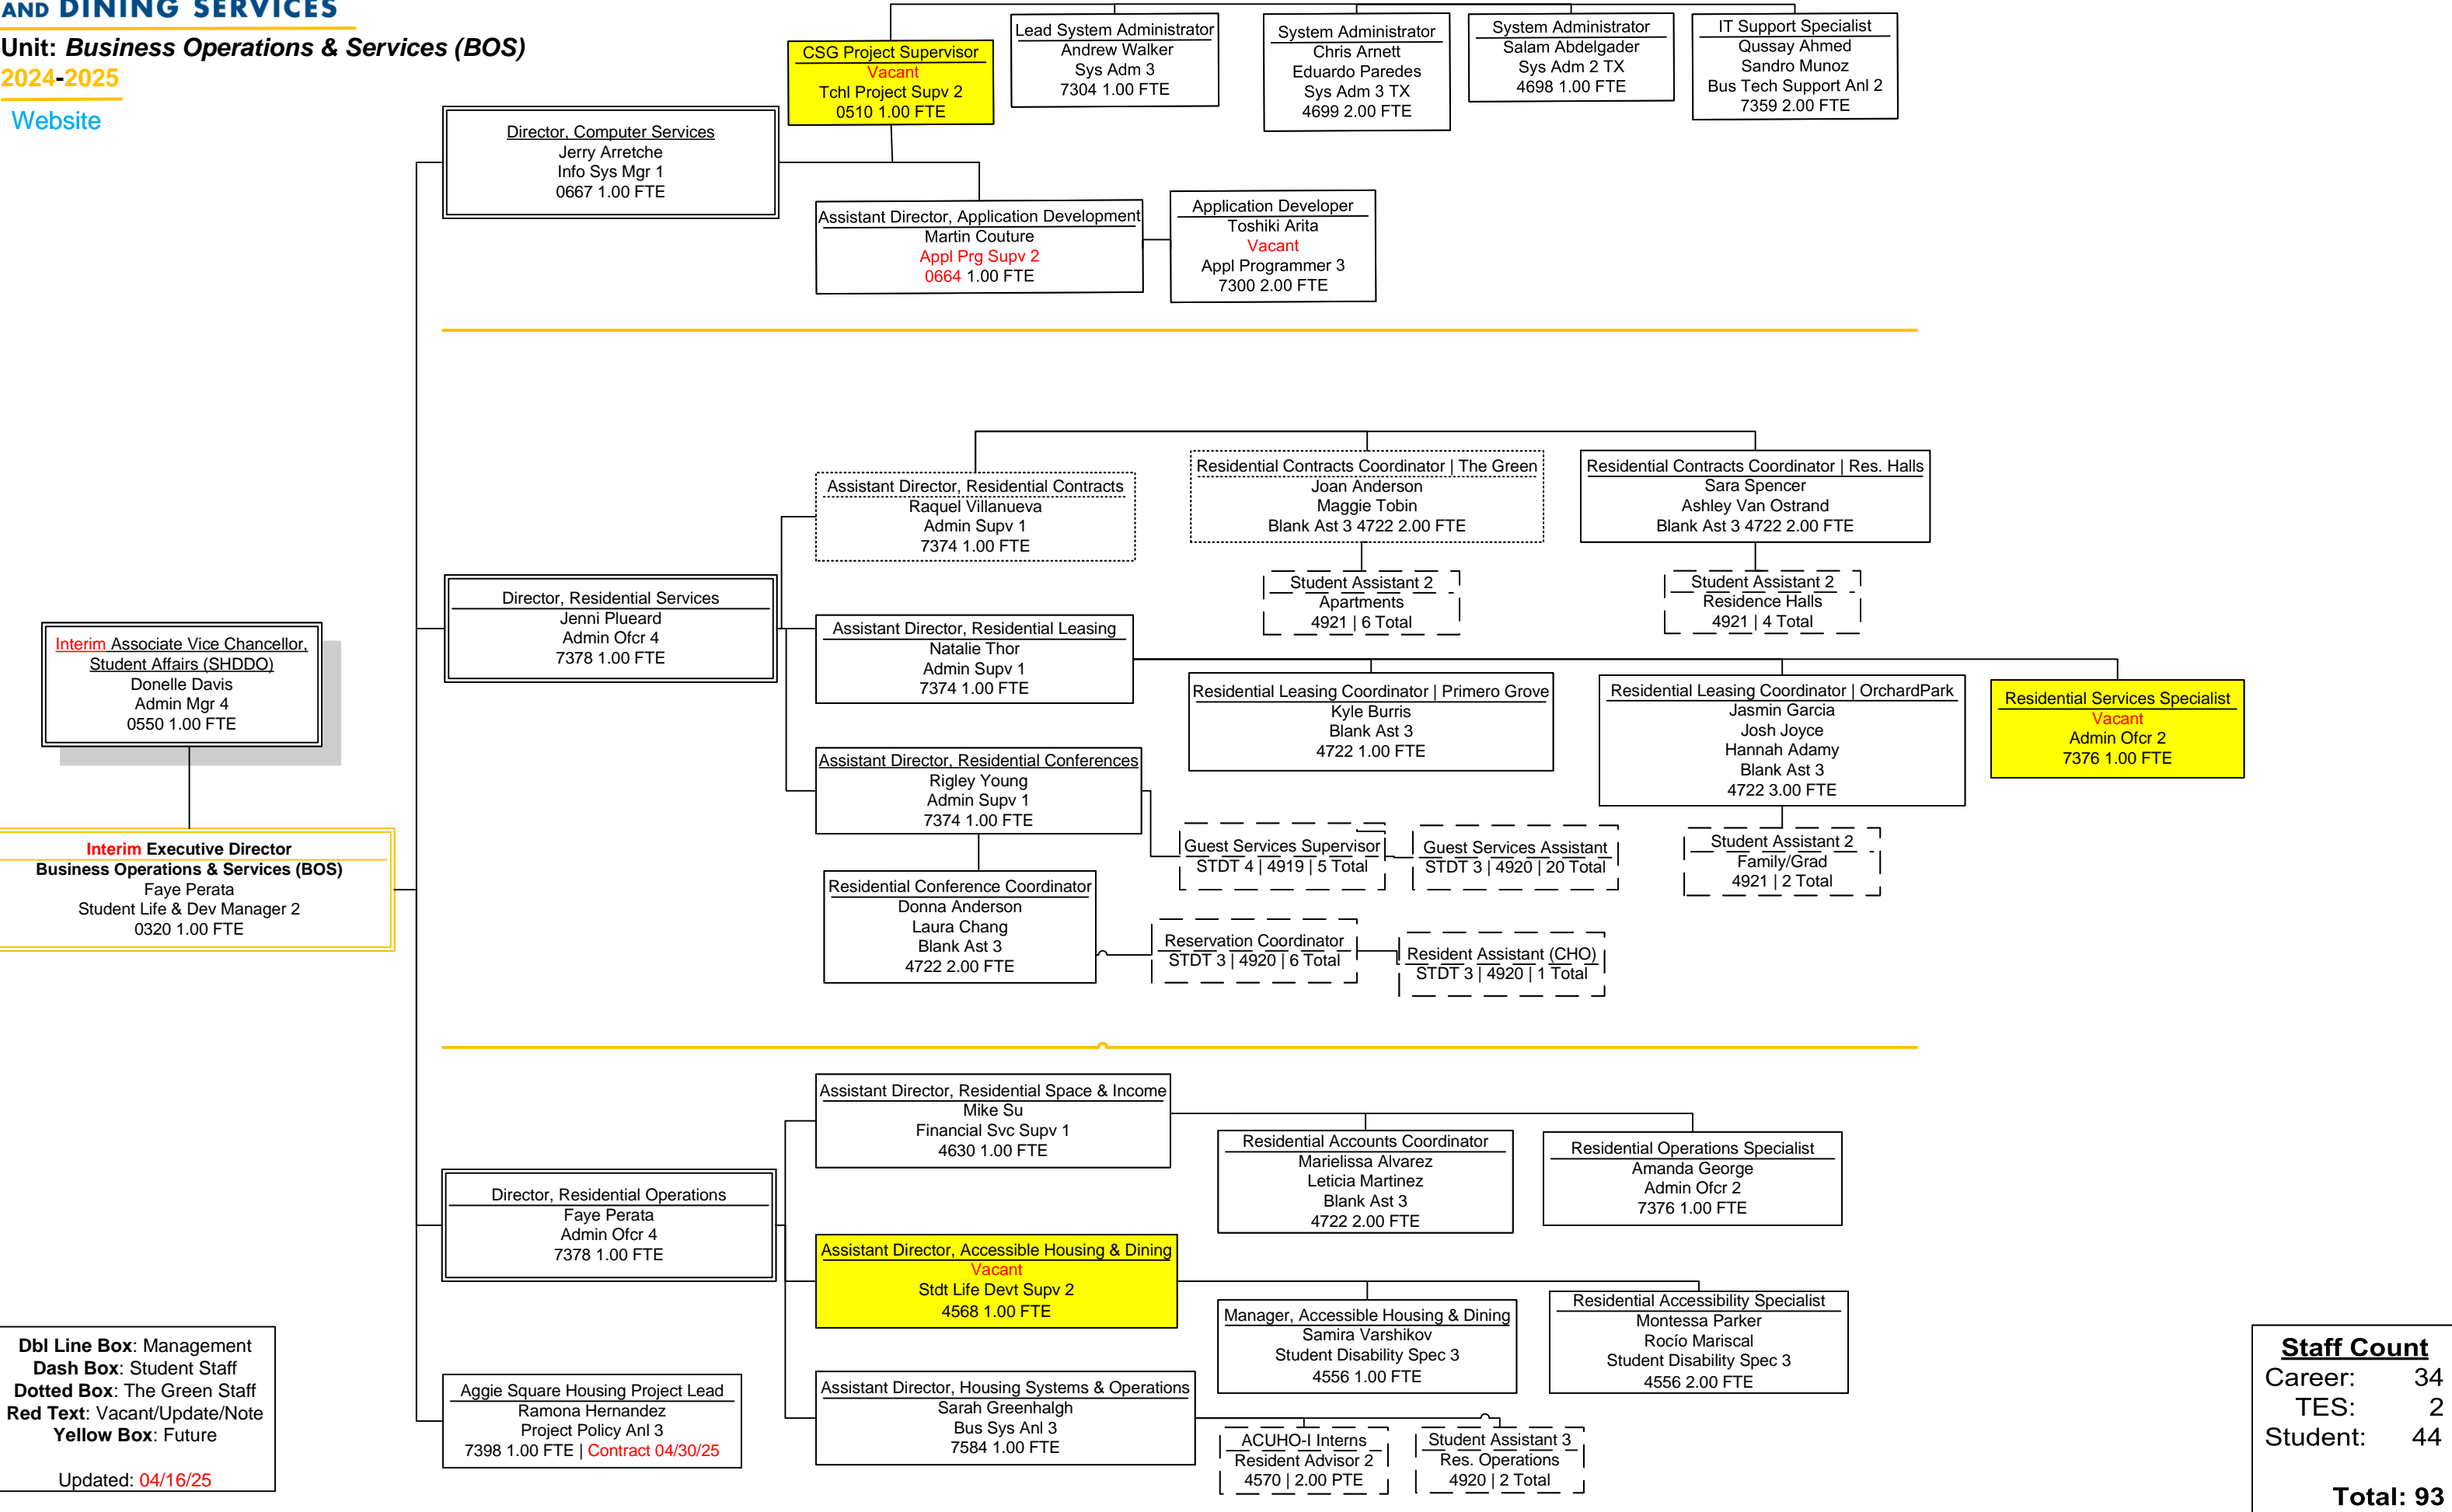 AND DINING SERVICES
Unit: Business Operations & Services (BOS)
2024-2025
Website
CSG Project Supervisor
Vacant
Tchl Project Supv 2
0510 1.00 FTE
Lead System Administrator
Andrew Walker
Sys Adm 3
7304 1.00 FTE
System Administrator
Chris Arnett
Eduardo Paredes
Sys Adm 3 TX
4699 2.00 FTE
System Administrator
Salam Abdelgader
Sys Adm 2 TX
4698 1.00 FTE
IT Support Specialist
Qussay Ahmed
Sandro Munoz
Bus Tech Support Anl 2
7359 2.00 FTE
Director, Computer Services
Jerry Arretche
Info Sys Mgr 1
0667 1.00 FTE
Assistant Director, Application Development
Martin Couture
Appl Prg Supv 2
0664 1.00 FTE
Application Developer
Toshiki Arita
Vacant
Appl Programmer 3
7300 2.00 FTE
Assistant Director, Residential Contracts
Raquel Villanueva
Admin Supv 1
7374 1.00 FTE
Residential Contracts Coordinator | The Green
Joan Anderson
Maggie Tobin
Blank Ast 3 4722 2.00 FTE
Residential Contracts Coordinator | Res. Halls
Sara Spencer
Ashley Van Ostrand
Blank Ast 3 4722 2.00 FTE
Student Assistant 2
Apartments
4921 | 6 Total
Student Assistant 2
Residence Halls
4921 | 4 Total
Director, Residential Services
Jenni Plueard
Admin Ofcr 4
7378 1.00 FTE
Assistant Director, Residential Leasing
Natalie Thor
Admin Supv 1
7374 1.00 FTE
Residential Leasing Coordinator | Primero Grove
Kyle Burris
Blank Ast 3
4722 1.00 FTE
Residential Leasing Coordinator | OrchardPark
Jasmin Garcia
Josh Joyce
Hannah Adamy
Blank Ast 3
4722 3.00 FTE
Residential Services Specialist
Vacant
Admin Ofcr 2
7376 1.00 FTE
Student Assistant 2
Family/Grad
4921 | 2 Total
Assistant Director, Residential Conferences
Rigley Young
Admin Supv 1
7374 1.00 FTE
Guest Services Supervisor
STDT 4 | 4919 | 5 Total
Guest Services Assistant
STDT 3 | 4920 | 20 Total
Residential Conference Coordinator
Donna Anderson
Laura Chang
Blank Ast 3
4722 2.00 FTE
Reservation Coordinator
STDT 3 | 4920 | 6 Total
Resident Assistant (CHO)
STDT 3 | 4920 | 1 Total
Interim Associate Vice Chancellor,
Student Affairs (SHDDO)
Donelle Davis
Admin Mgr 4
0550 1.00 FTE
Interim Executive Director
Business Operations & Services (BOS)
Faye Perata
Student Life & Dev Manager 2
0320 1.00 FTE
Assistant Director, Residential Space & Income
Mike Su
Financial Svc Supv 1
4630 1.00 FTE
Residential Accounts Coordinator
Marielissa Alvarez
Leticia Martinez
Blank Ast 3
4722 2.00 FTE
Residential Operations Specialist
Amanda George
Admin Ofcr 2
7376 1.00 FTE
Director, Residential Operations
Faye Perata
Admin Ofcr 4
7378 1.00 FTE
Assistant Director, Accessible Housing & Dining
Vacant
Stdt Life Devt Supv 2
4568 1.00 FTE
Manager, Accessible Housing & Dining
Samira Varshikov
Student Disability Spec 3
4556 1.00 FTE
Residential Accessibility Specialist
Montessa Parker
Rocío Mariscal
Student Disability Spec 3
4556 2.00 FTE
Aggie Square Housing Project Lead
Ramona Hernandez
Project Policy Anl 3
7398 1.00 FTE | Contract 04/30/25
Assistant Director, Housing Systems & Operations
Sarah Greenhalgh
Bus Sys Anl 3
7584 1.00 FTE
ACUHO-I Interns
Resident Advisor 2
4570 | 2.00 PTE
Student Assistant 3
Res. Operations
4920 | 2 Total
Dbl Line Box: Management
Dash Box: Student Staff
Dotted Box: The Green Staff
Red Text: Vacant/Update/Note
Yellow Box: Future
Updated: 04/16/25
Staff Count
Career: 34
TES: 2
Student: 44
Total: 93